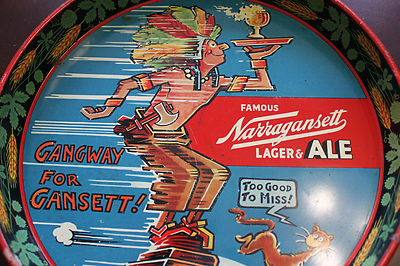 FAMOUS
Narragansett
LAGER & ALE
GANGWAY
FOR
GANSETT!
TOO GOOD
TO MISS!